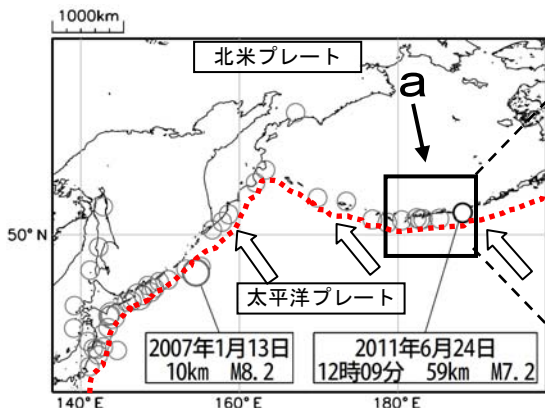 1000km
北米プレート
a
50°N
太平洋プレート
2007年1月13日
10km M8.2
2011年6月24日
12時09分 59km M7.2
140°E
160°E
180°E